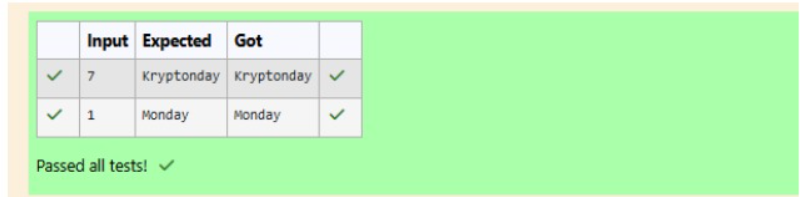 Input Expected Got
7 Kryptonday Kryptonday
1 Monday Monday
Passed all tests!